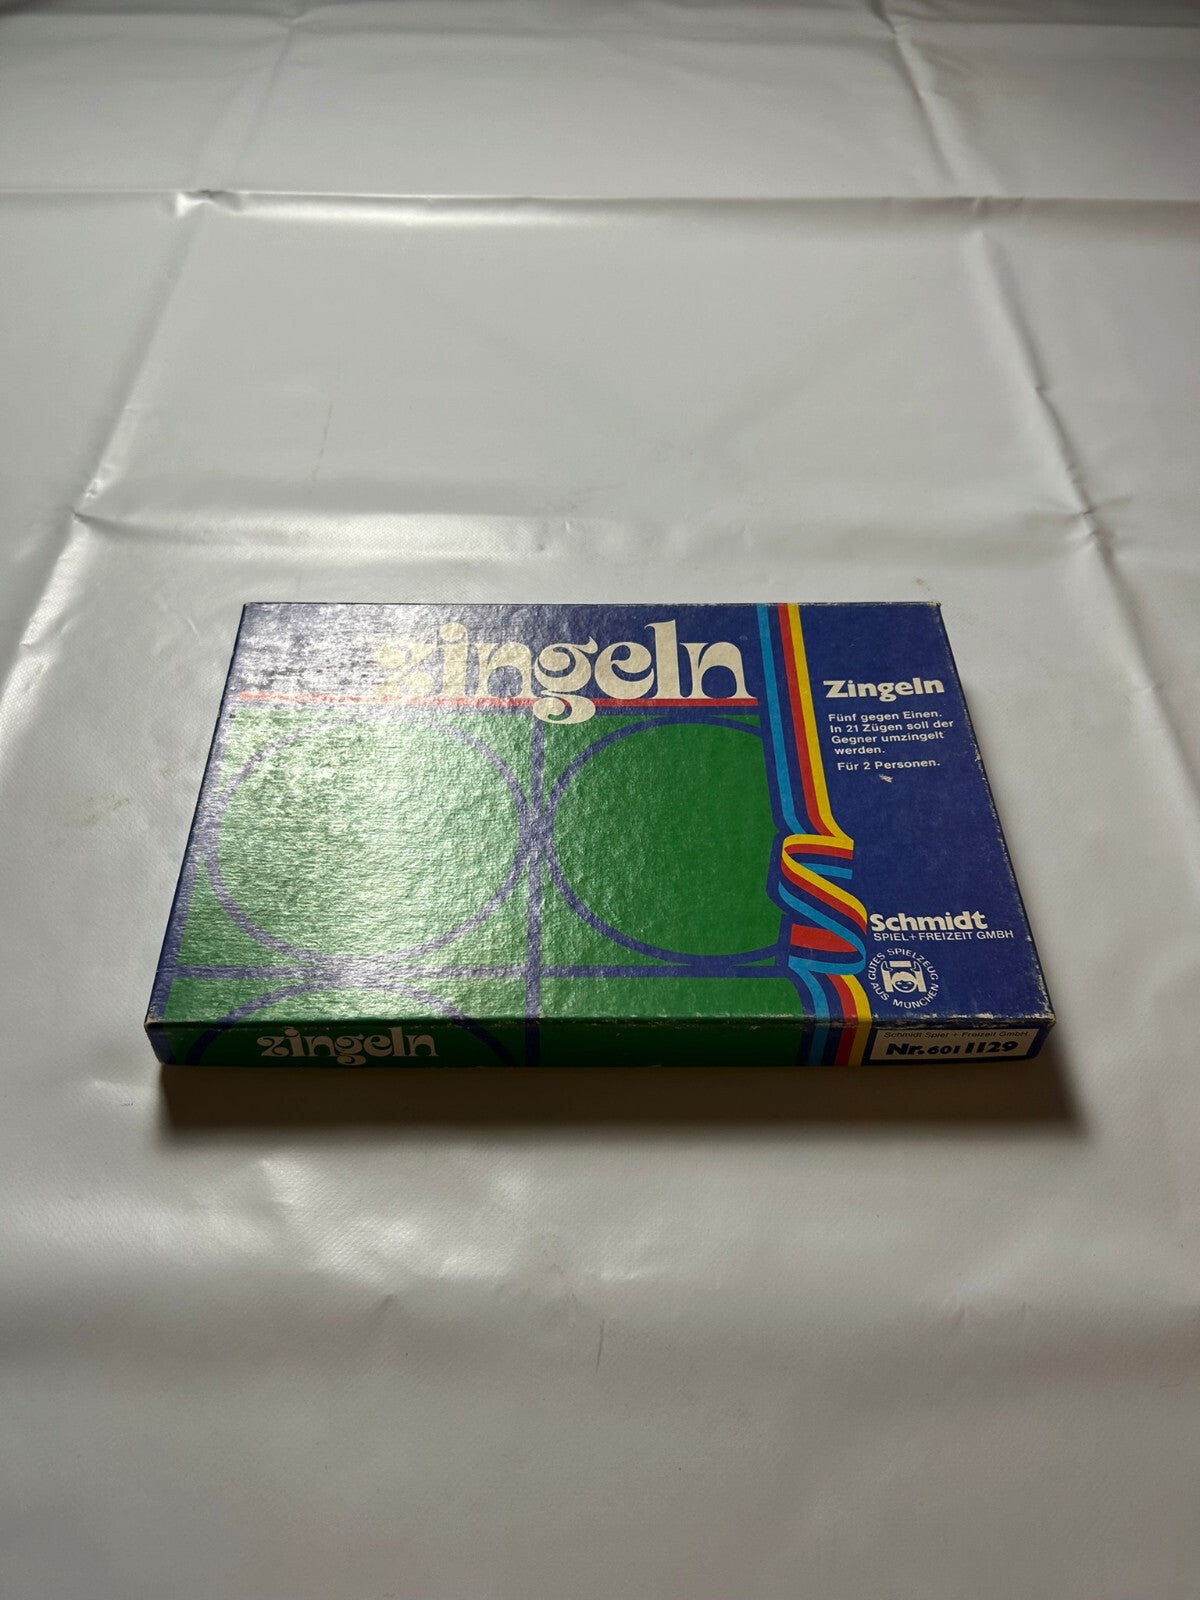 zingeln
Zingeln
Fünf gegen Einen.
In 21 Zügen soll der
Gegner umzingelt
werden.
Für 2 Personen.
Schmidt
SPIEL+FREIZEIT GMBH
GUTES SPIELZEUG
AUS MÜNCHEN
zingeln
Schmidt Spiel + Freizeit GmbH
Nr. 601 1129